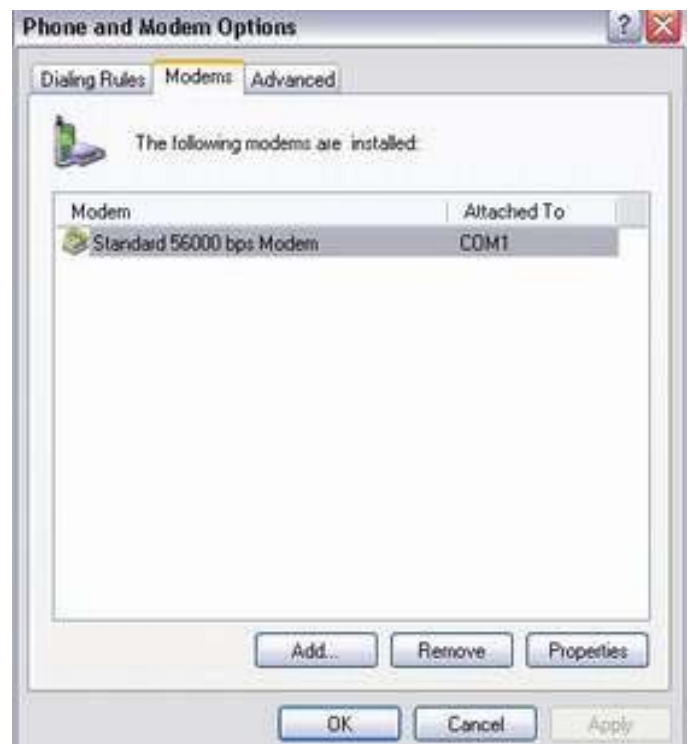 Phone and Modem Options ?
Dialing Rules Modems Advanced
The following modems are installed:
Modem Attached To
Standard 56000 bps Modem COM1
Add... Remove Properties
OK Cancel Apply